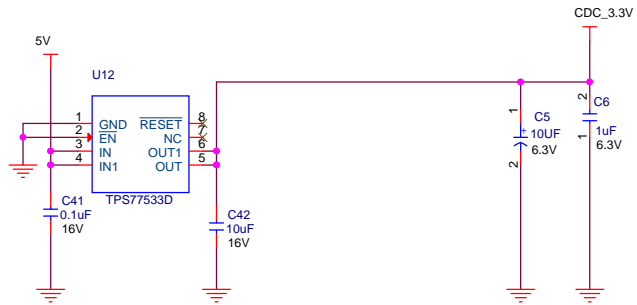 CDC_3.3V
5V
U12
1 GND RESET 8
2 EN NC 7
3 IN OUT1 6
4 IN1 OUT 5
TPS77533D
C41
0.1uF
16V
C42
10uF
16V
1
C5
10UF
6.3V
2
2
C6
1uF
6.3V
1